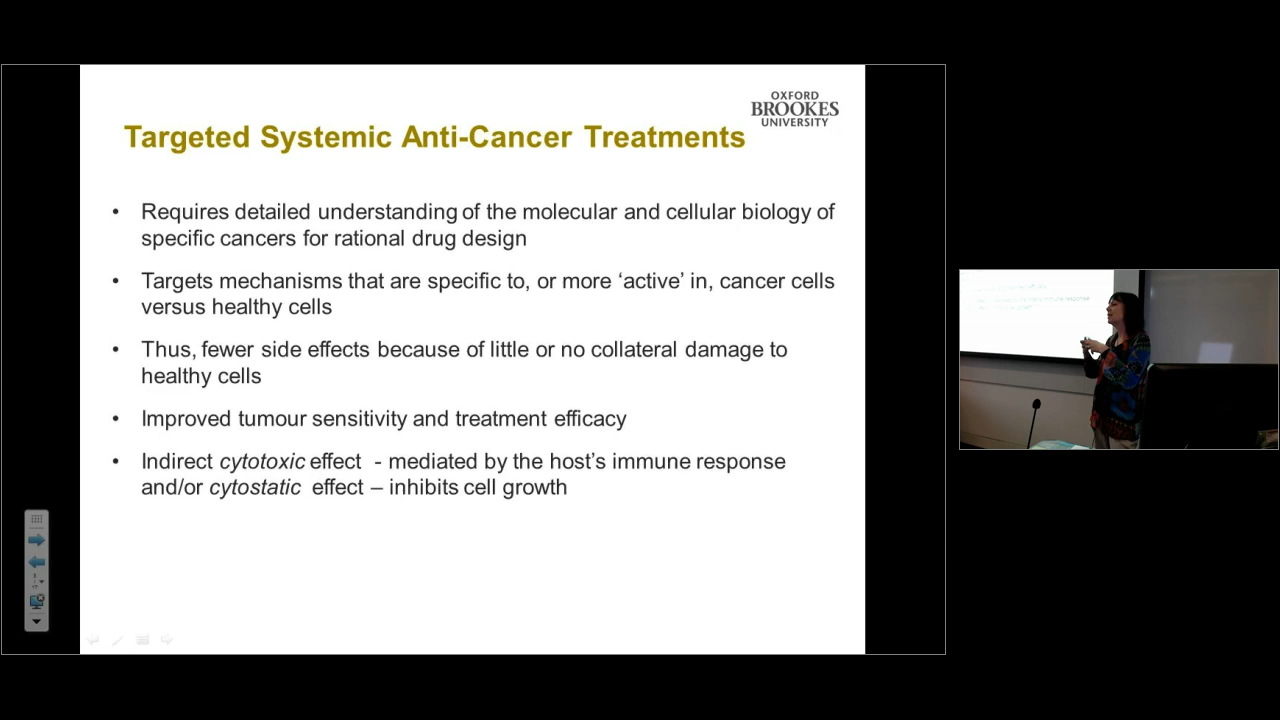 OXFORD
BROOKES
UNIVERSITY
Targeted Systemic Anti-Cancer Treatments
• Requires detailed understanding of the molecular and cellular biology of
specific cancers for rational drug design
• Targets mechanisms that are specific to, or more ‘active’ in, cancer cells
versus healthy cells
• Thus, fewer side effects because of little or no collateral damage to
healthy cells
• Improved tumour sensitivity and treatment efficacy
• Indirect cytotoxic effect - mediated by the host’s immune response
and/or cytostatic effect – inhibits cell growth